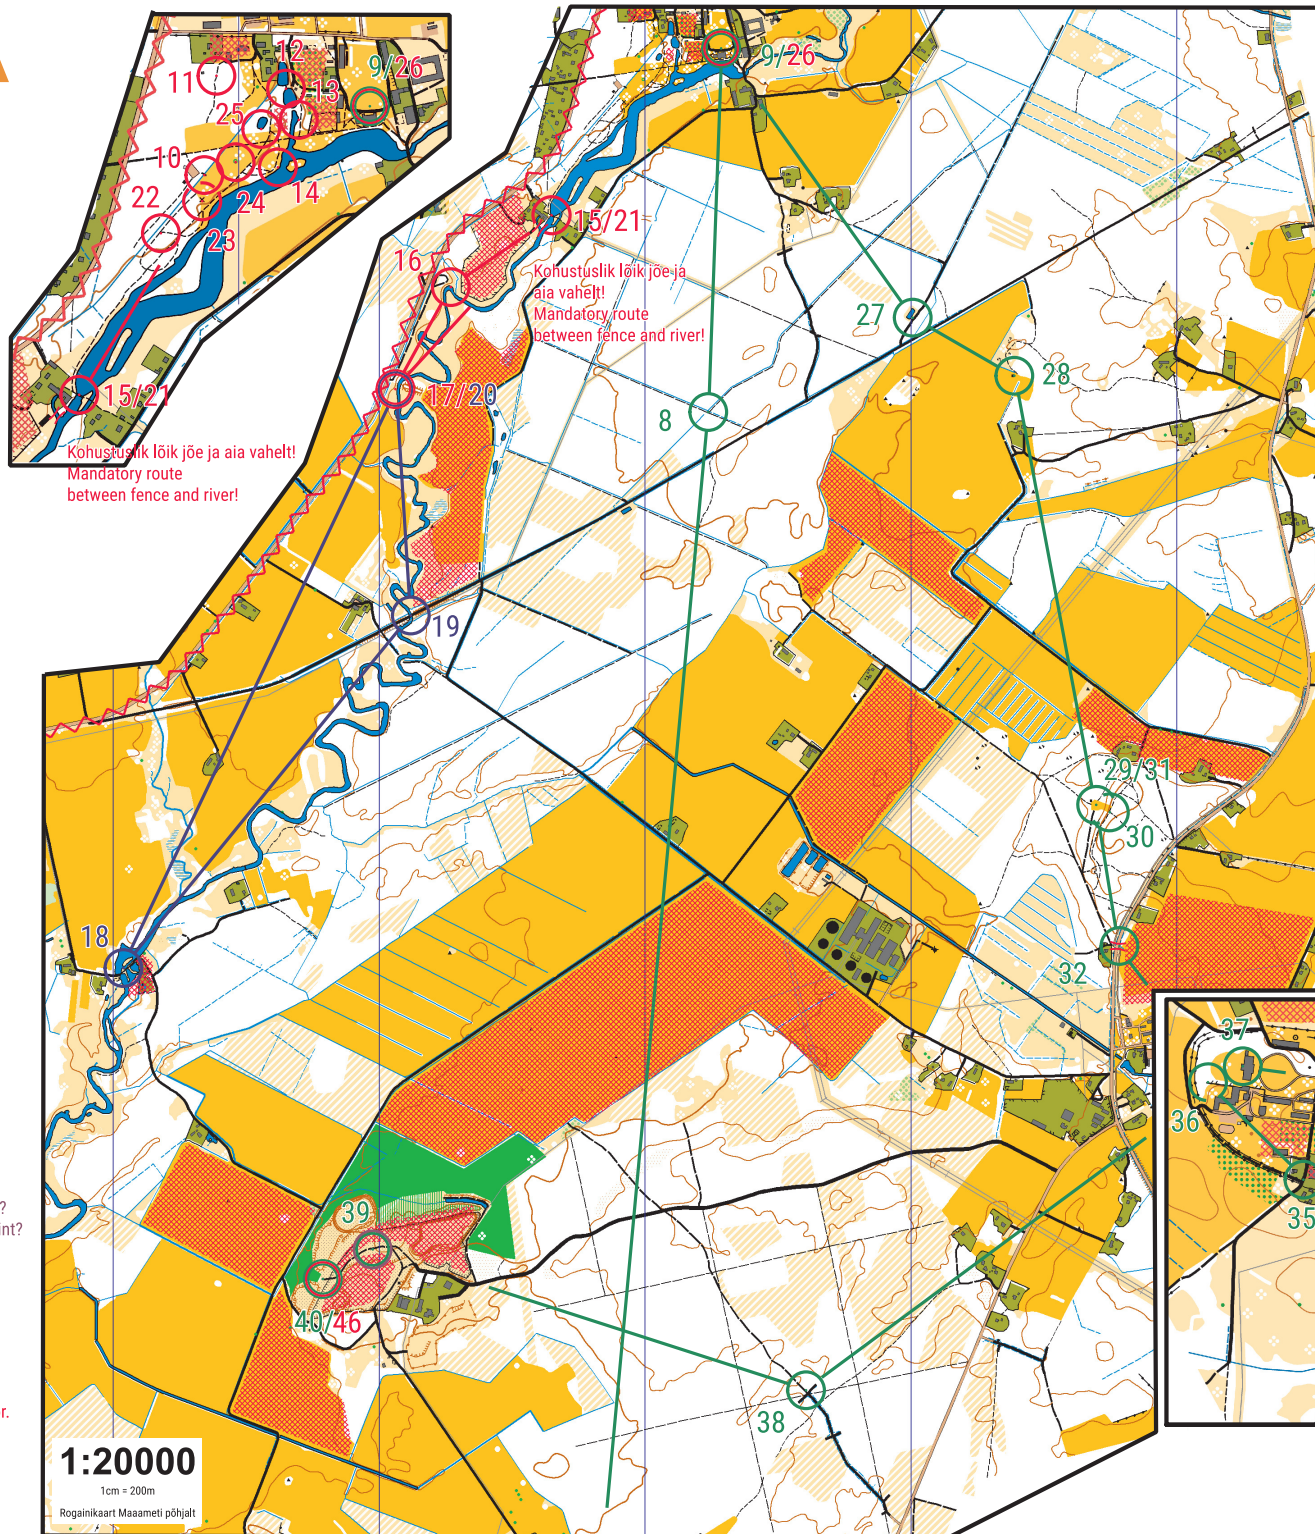 12
11
9/26
13
25
10
22
24
14
23
15/21
Kohustuslik lõik jõe ja aia vahelt!
Mandatory route
between fence and river!
9/26
15/21
16
Kohustuslik lõik jõe ja
aia vahelt!
Mandatory route
between fence and river!
27
28
17/20
8
19
29/31
30
18
32
37
36
35
39
40/46
38
?
int?
r.
1:20000
1cm = 200m
Rogainikaart Maaameti põhjalt